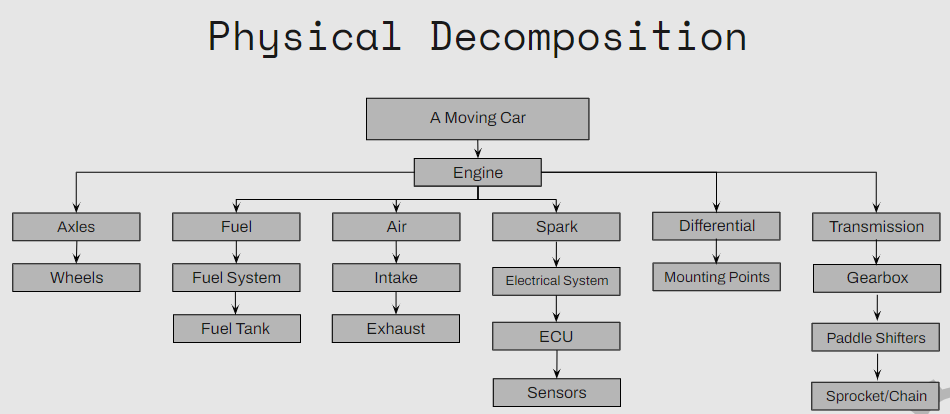 Physical Decomposition
A Moving Car
Engine
Axles
Fuel
Air
Spark
Differential
Transmission
Wheels
Fuel System
Intake
Electrical System
Mounting Points
Gearbox
Fuel Tank
Exhaust
ECU
Paddle Shifters
Sensors
Sprocket/Chain